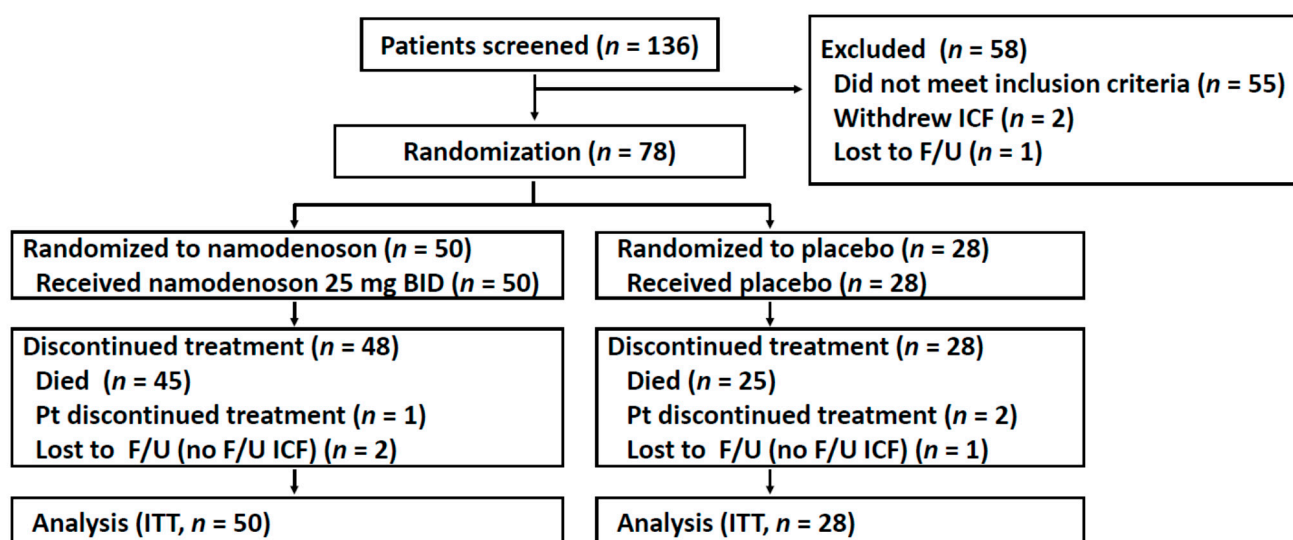 Patients screened (n = 136)
Excluded (n = 58)
Did not meet inclusion criteria (n = 55)
Withdrew ICF (n = 2)
Lost to F/U (n = 1)
Randomization (n = 78)
Randomized to namodenoson (n = 50)
Received namodenoson 25 mg BID (n = 50)
Randomized to placebo (n = 28)
Received placebo (n = 28)
Discontinued treatment (n = 48)
Died (n = 45)
Pt discontinued treatment (n = 1)
Lost to F/U (no F/U ICF) (n = 2)
Discontinued treatment (n = 28)
Died (n = 25)
Pt discontinued treatment (n = 2)
Lost to F/U (no F/U ICF) (n = 1)
Analysis (ITT, n = 50)
Analysis (ITT, n = 28)